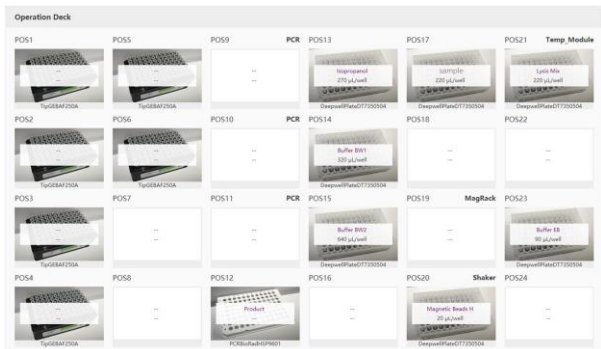 Operation Deck
POS1 POS5 POS9 PCR POS13 POS17 POS21 Temp_Module
-- -- -- Isopropanol sample Lysis Mix
-- -- -- 270 µL/well 220 µL/well 220 µL/well
TipGEBAF250A TipGEBAF250A DeepwellPlateDT7350504 DeepwellPlateDT7350504 DeepwellPlateDT7350504
POS2 POS6 POS10 PCR POS14 POS18 POS22
-- -- -- Buffer BW1 -- --
-- -- -- 320 µL/well -- --
TipGEBAF250A TipGEBAF250A DeepwellPlateDT7350504
POS3 POS7 POS11 PCR POS15 POS19 MagRack POS23
-- -- -- Buffer BW2 -- Buffer EB
-- -- -- 640 µL/well -- 90 µL/well
TipGEBAF250A DeepwellPlateDT7350504 DeepwellPlateDT7350504
POS4 POS8 POS12 POS16 POS20 Shaker POS24
-- -- Product -- Magnetic Beads H --
-- -- -- -- 20 µL/well --
TipGEBAF250A PCRBioRadHSP9601 DeepwellPlateDT7350504